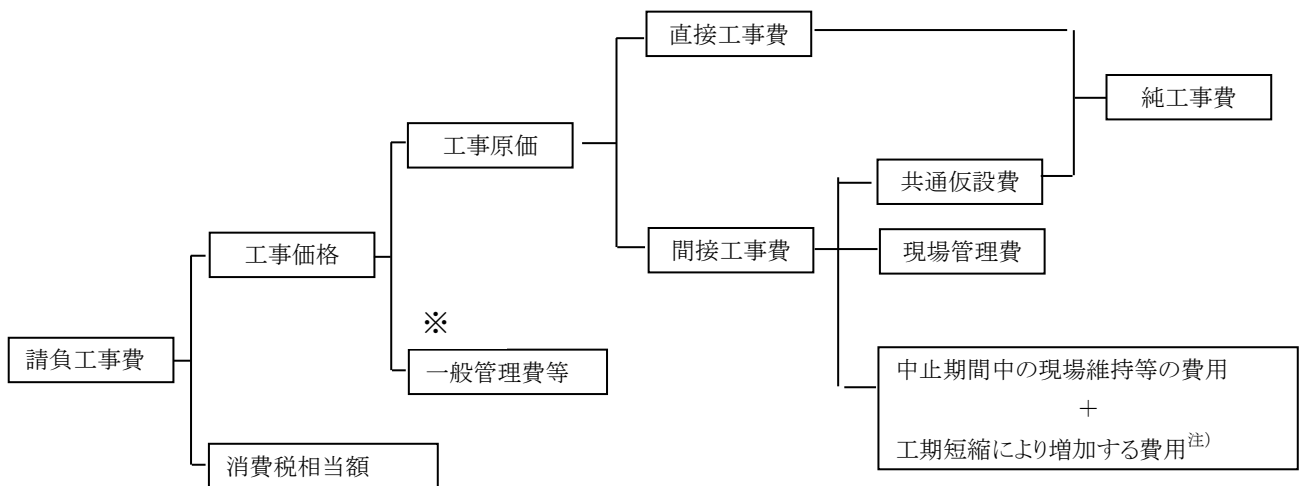 直接工事費
純工事費
工事原価
共通仮設費
工事価格
間接工事費
現場管理費
※
請負工事費
一般管理費等
中止期間中の現場維持等の費用
+
工期短縮により増加する費用注)
消費税相当額